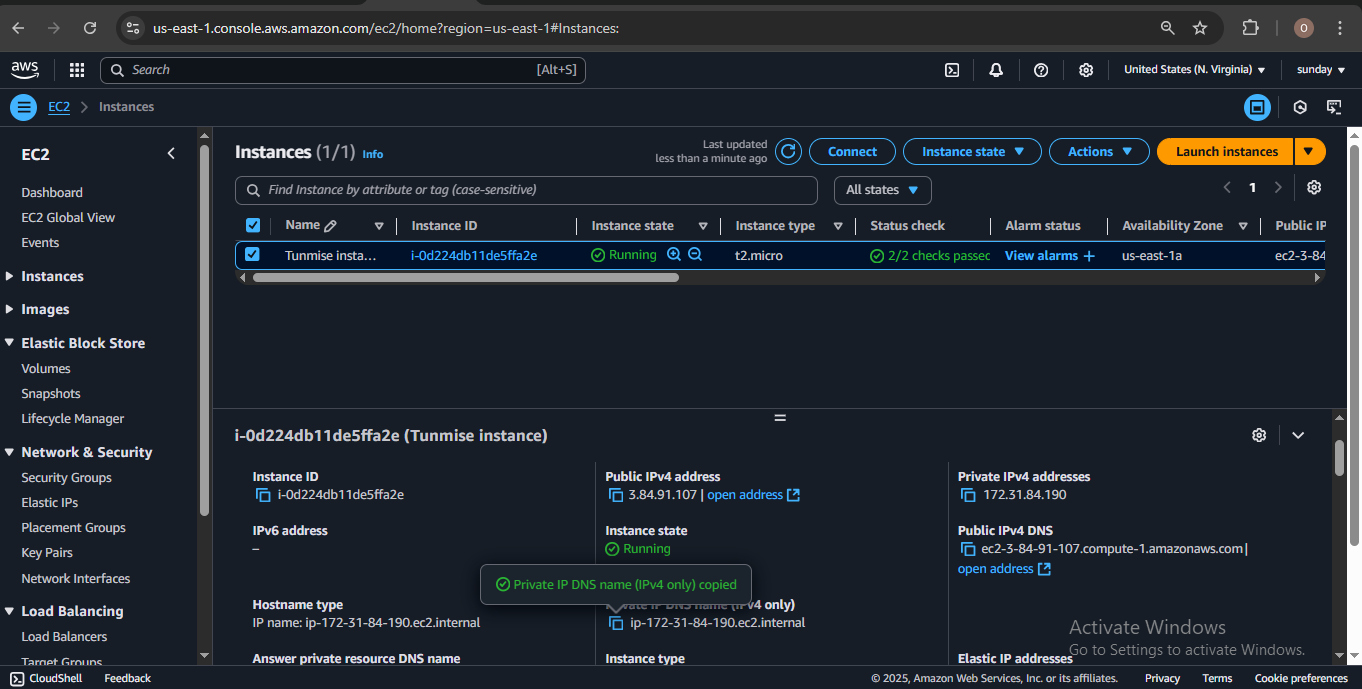 us-east-1.console.aws.amazon.com/ec2/home?region=us-east-1#Instances:
O
aws
Search
[Alt+S]
United States (N. Virginia)
sunday
EC2
Instances
EC2
Dashboard
EC2 Global View
Events
Instances
Images
Elastic Block Store
Volumes
Snapshots
Lifecycle Manager
Network & Security
Security Groups
Elastic IPs
Placement Groups
Key Pairs
Network Interfaces
Load Balancing
Load Balancers
Target Groups
Instances (1/1) Info
Last updated
less than a minute ago
Connect
Instance state
Actions
Launch instances
Find Instance by attribute or tag (case-sensitive)
All states
1
Name Instance ID Instance state Instance type Status check Alarm status Availability Zone Public IP
Tunmise insta... i-0d224db11de5ffa2e Running t2.micro 2/2 checks passec View alarms + us-east-1a ec2-3-84
i-0d224db11de5ffa2e (Tunmise instance)
Instance ID
i-0d224db11de5ffa2e
Public IPv4 address
3.84.91.107 | open address
Private IPv4 addresses
172.31.84.190
IPv6 address
–
Instance state
Running
Public IPv4 DNS
ec2-3-84-91-107.compute-1.amazonaws.com |
open address
Private IP DNS name (IPv4 only) copied
Hostname type
IP name: ip-172-31-84-190.ec2.internal
Private IP DNS name (IPv4 only)
ip-172-31-84-190.ec2.internal
Answer private resource DNS name
Instance type
Elastic IP addresses
Activate Windows
Go to Settings to activate Windows.
CloudShell
Feedback
© 2025, Amazon Web Services, Inc. or its affiliates.
Privacy
Terms
Cookie preferences